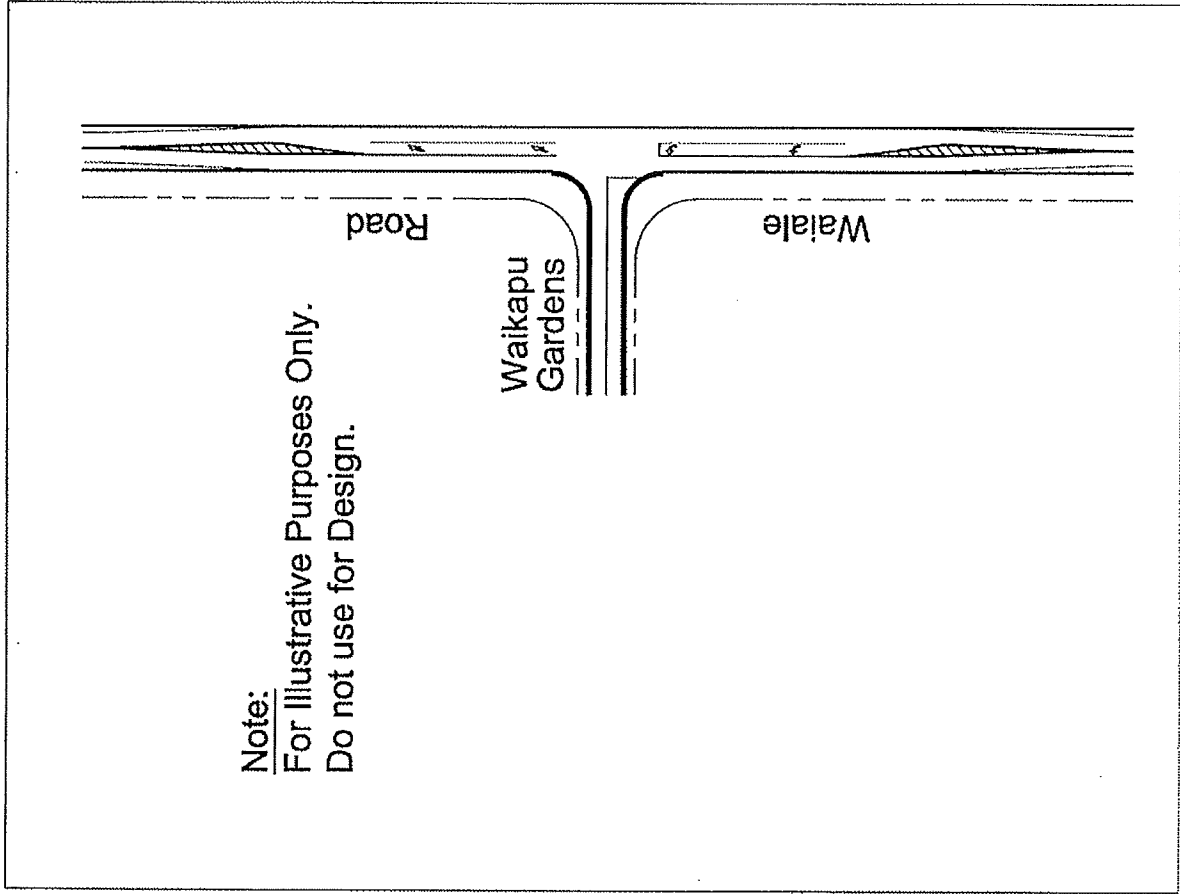 Note:
For Illustrative Purposes Only.
Do not use for Design.
Waikapu
Gardens
Waiale
Road